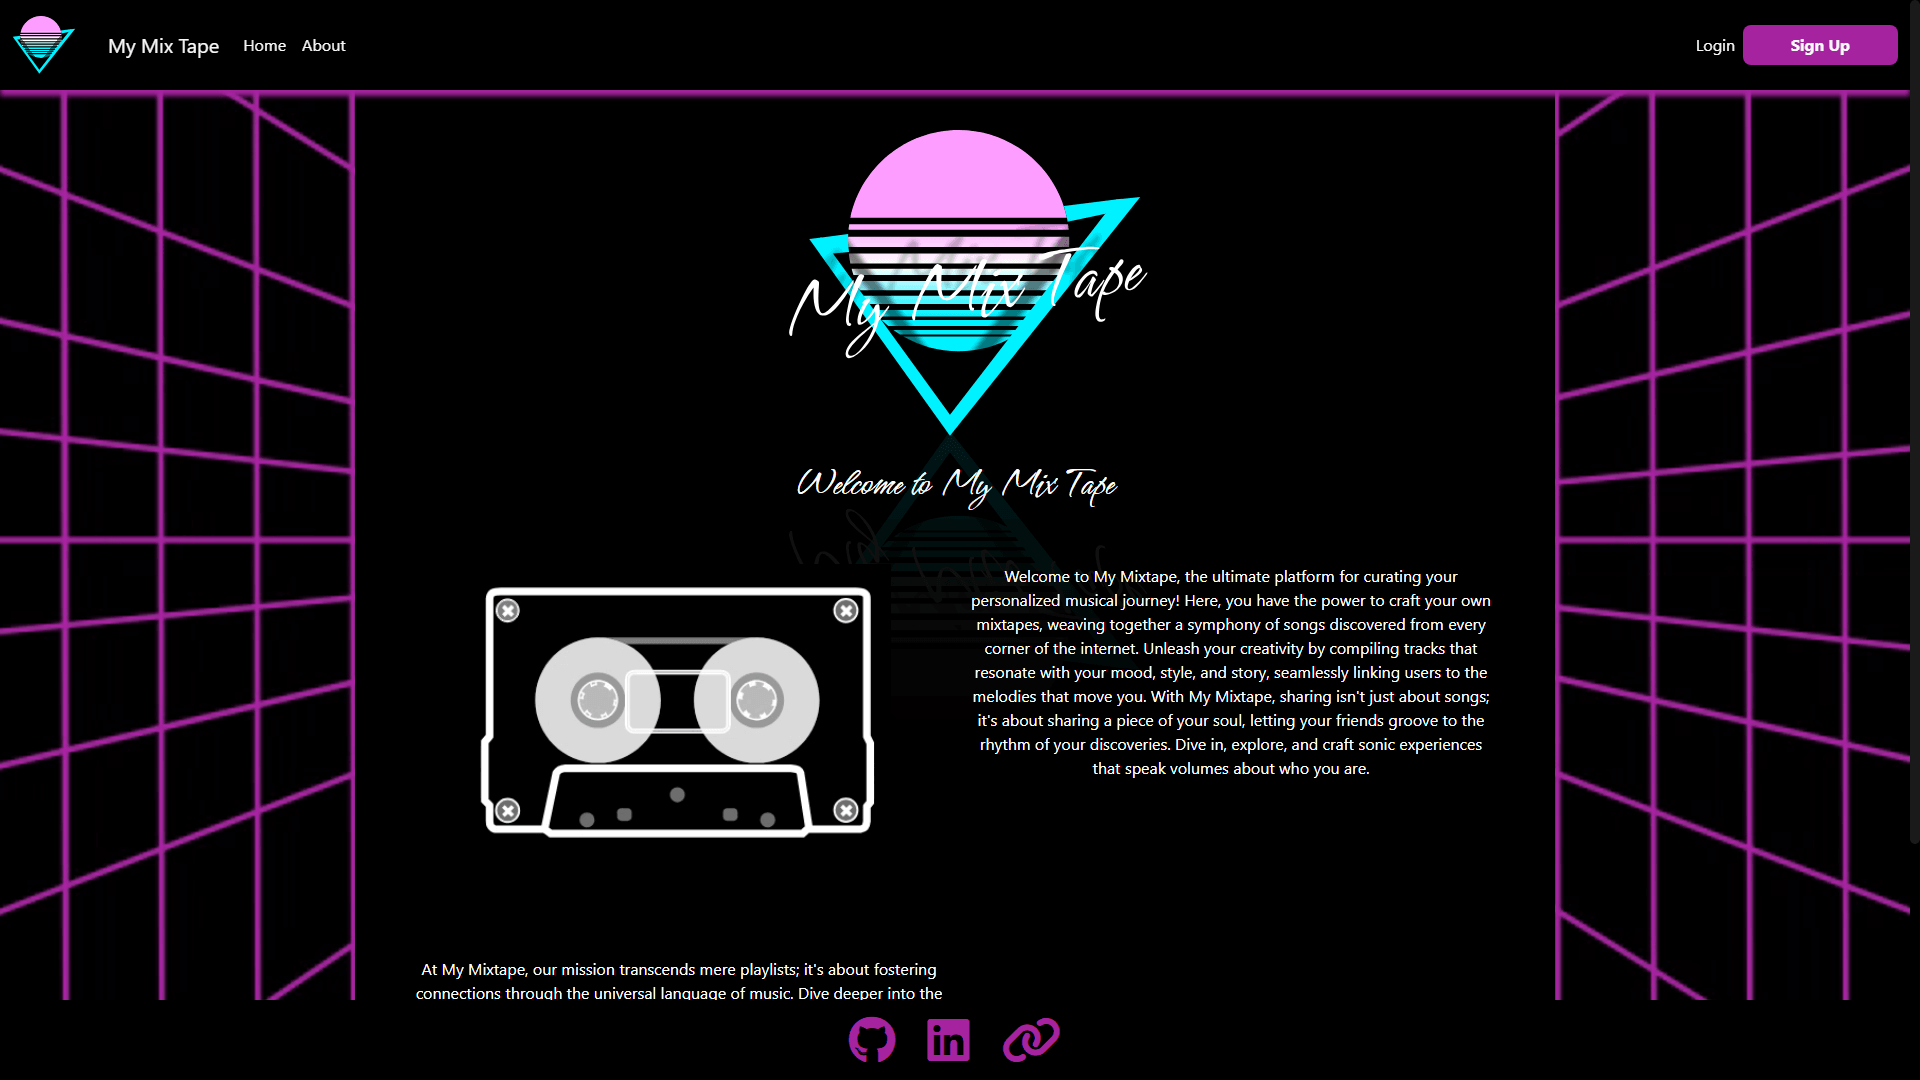 My Mix Tape Home About Login Sign Up
My Mix Tape
Welcome to My Mix Tape
Welcome to My Mixtape, the ultimate platform for curating your
personalized musical journey! Here, you have the power to craft your own
mixtapes, weaving together a symphony of songs discovered from every
corner of the internet. Unleash your creativity by compiling tracks that
resonate with your mood, style, and story, seamlessly linking users to the
melodies that move you. With My Mixtape, sharing isn't just about songs;
it's about sharing a piece of your soul, letting your friends groove to the
rhythm of your discoveries. Dive in, explore, and craft sonic experiences
that speak volumes about who you are.
At My Mixtape, our mission transcends mere playlists; it's about fostering
connections through the universal language of music. Dive deeper into the
in